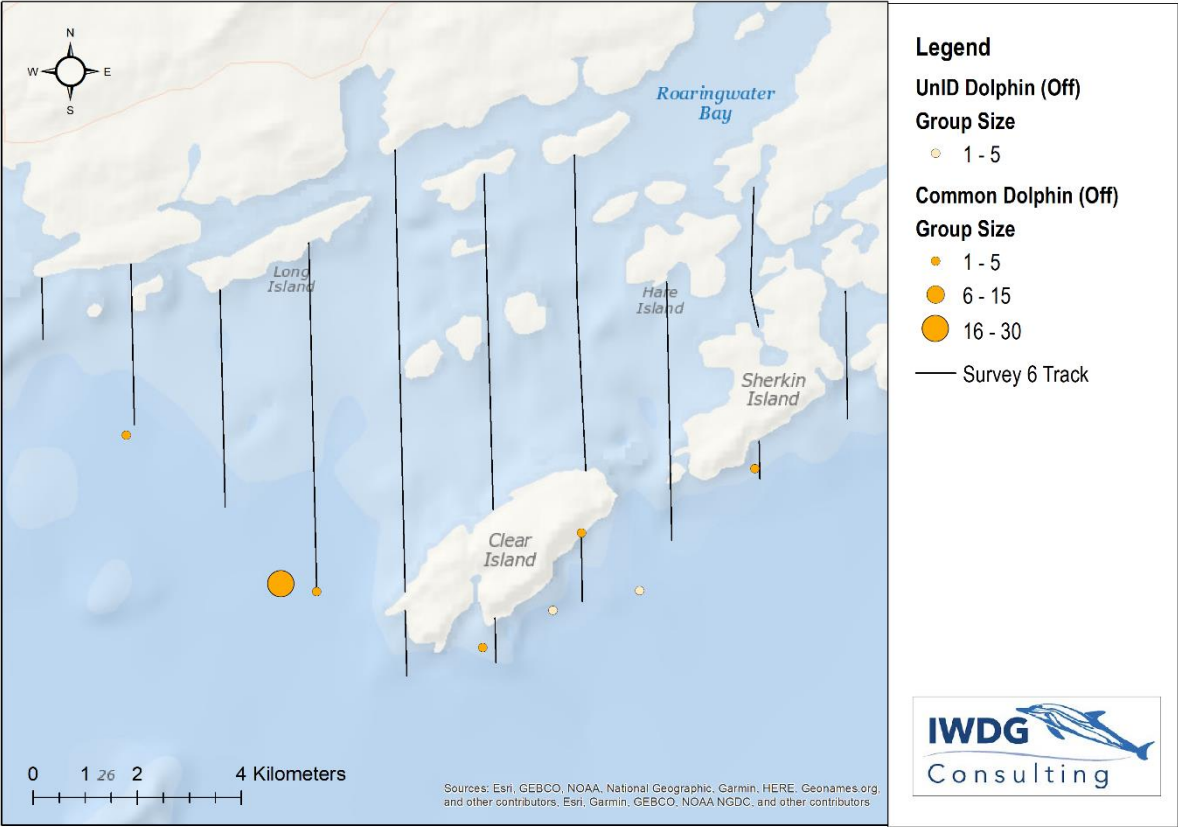 N
W E
S
Roaringwater
Bay
Long
Island
Hare
Island
Sherkin
Island
Clear
Island
0 1 26 2 4 Kilometers
Sources: Esri, GEBCO, NOAA, National Geographic, Garmin, HERE, Geonames.org,
and other contributors, Esri, Garmin, GEBCO, NOAA NGDC, and other contributors
Legend
UnID Dolphin (Off)
Group Size
1 - 5
Common Dolphin (Off)
Group Size
1 - 5
6 - 15
16 - 30
Survey 6 Track
IWDG
Consulting